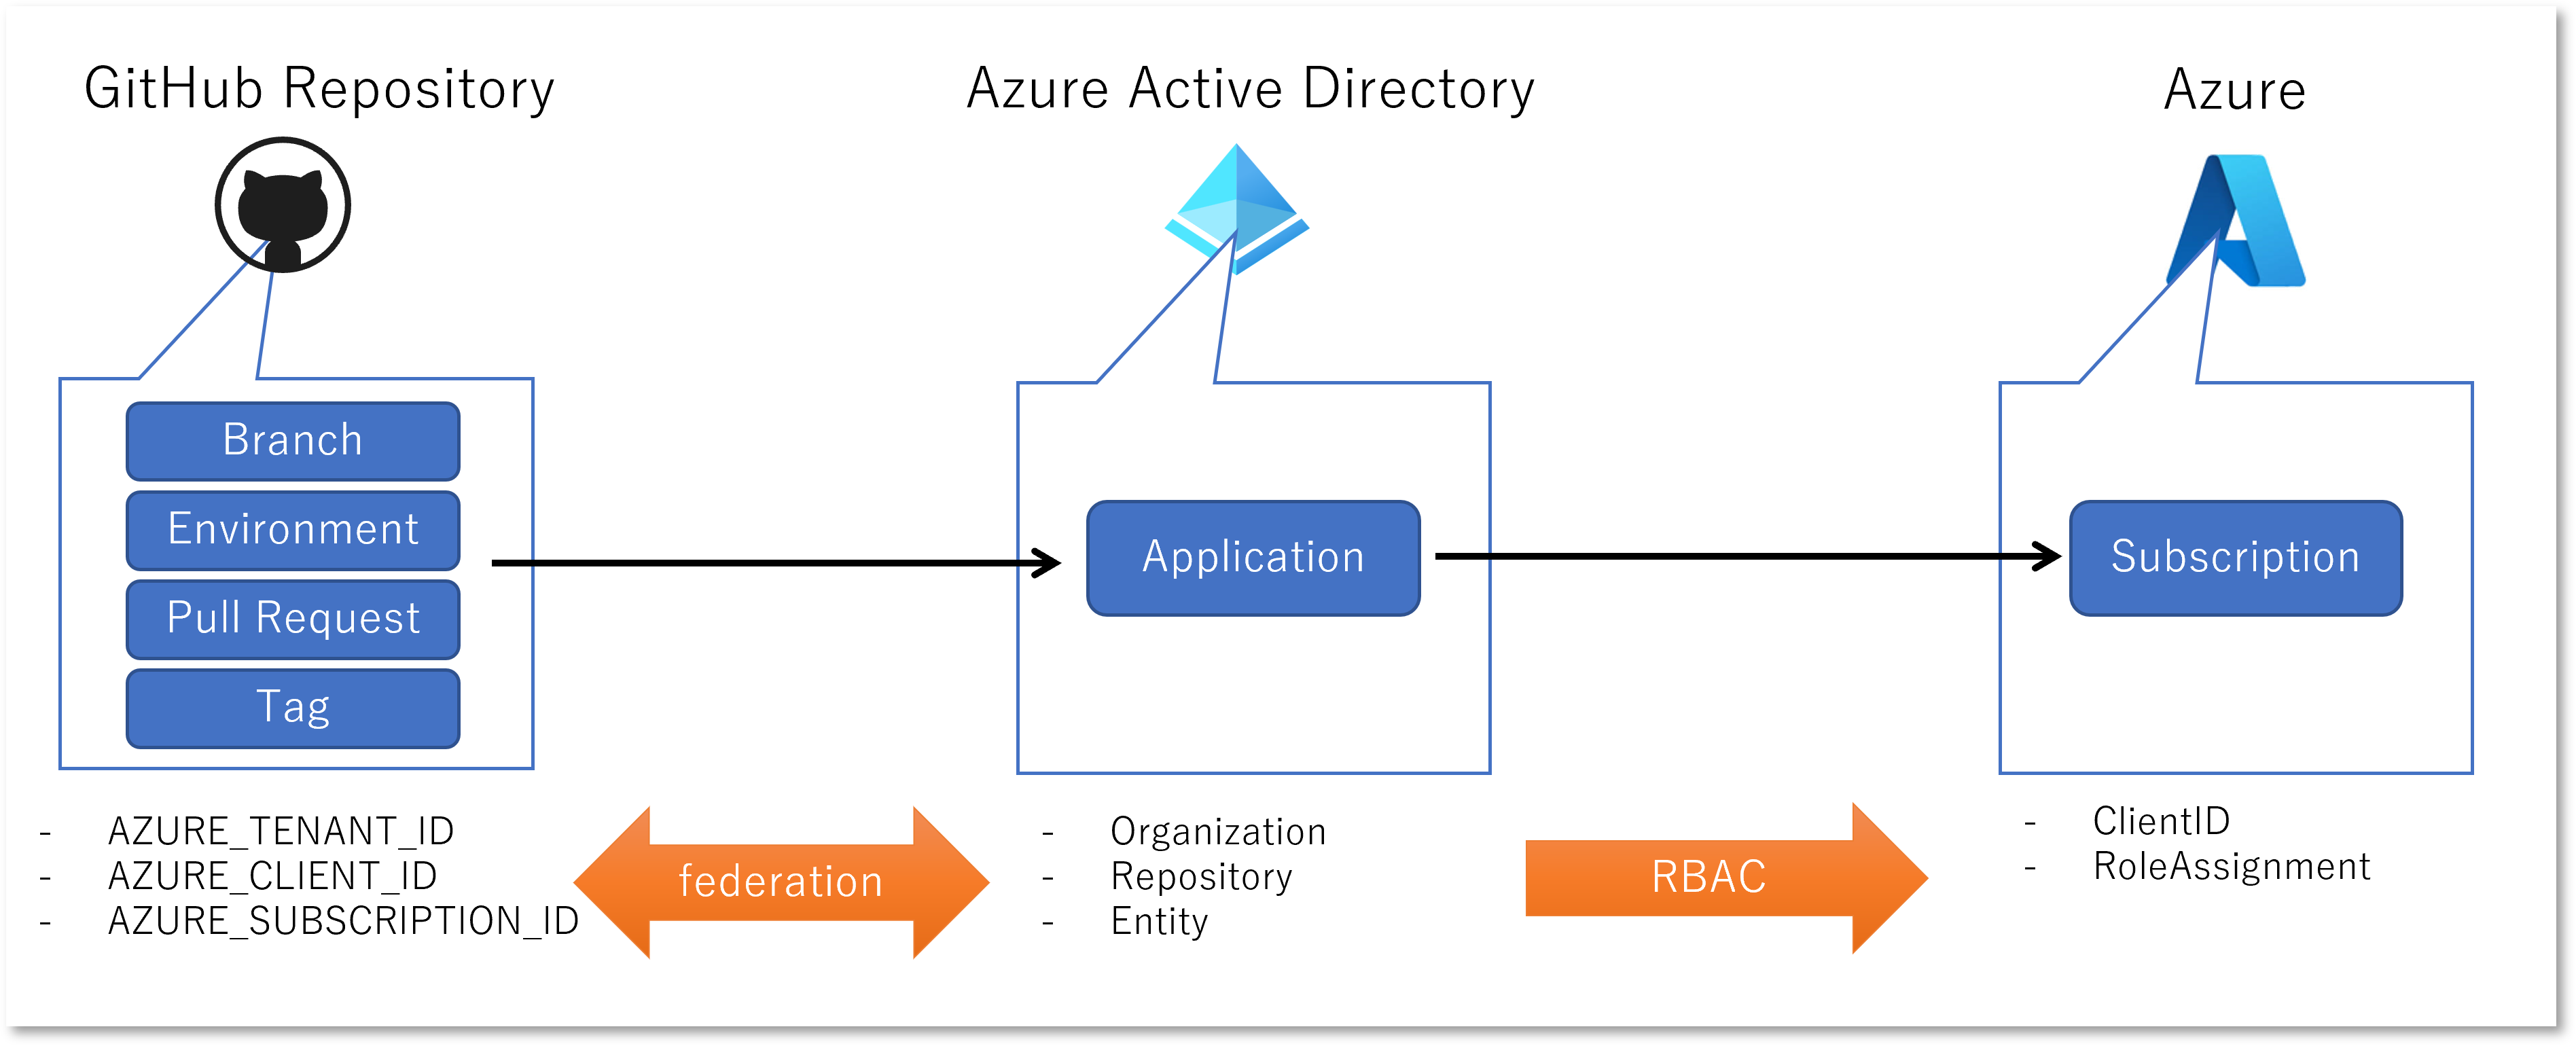 GitHub Repository
Azure Active Directory
Azure
Branch
Environment
Pull Request
Tag
Application
Subscription
- AZURE_TENANT_ID
- AZURE_CLIENT_ID
- AZURE_SUBSCRIPTION_ID
federation
- Organization
- Repository
- Entity
RBAC
- ClientID
- RoleAssignment